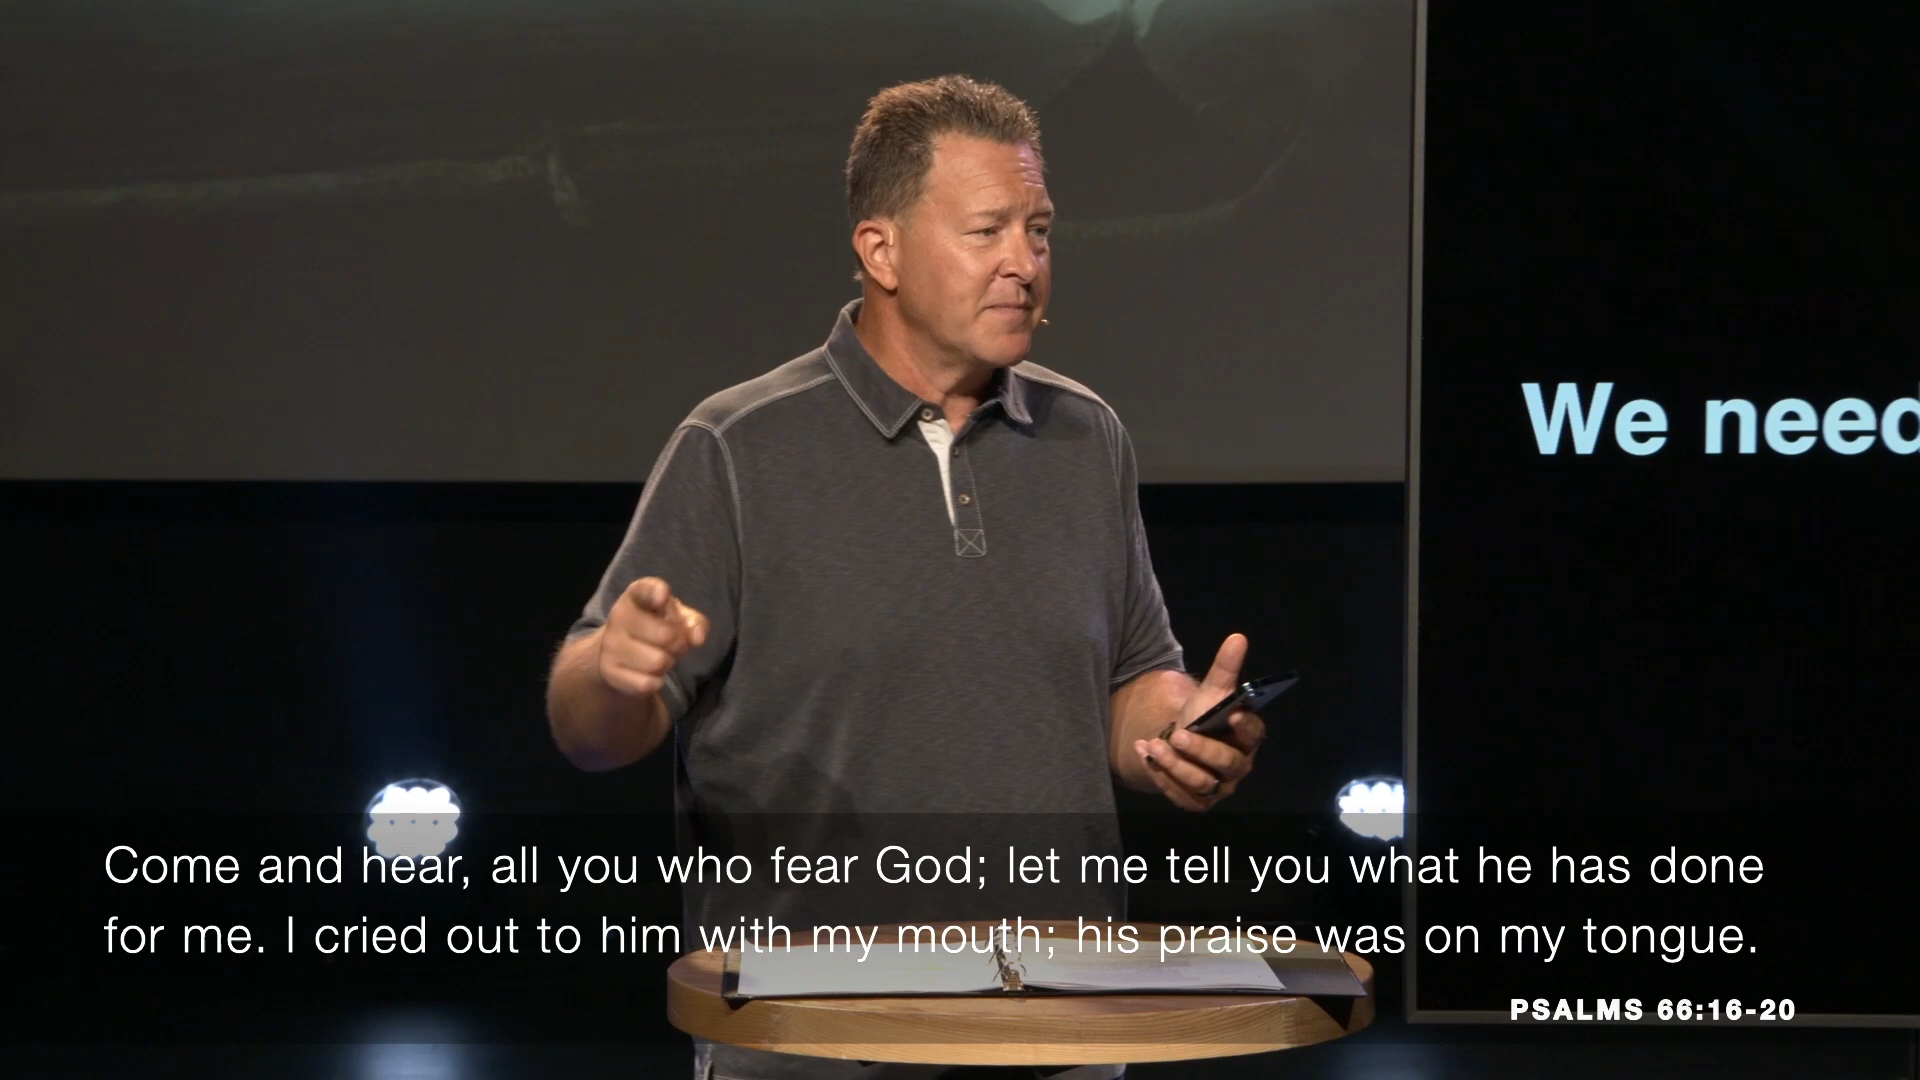 We need
Come and hear, all you who fear God; let me tell you what he has done
for me. I cried out to him with my mouth; his praise was on my tongue.
PSALMS 66:16-20